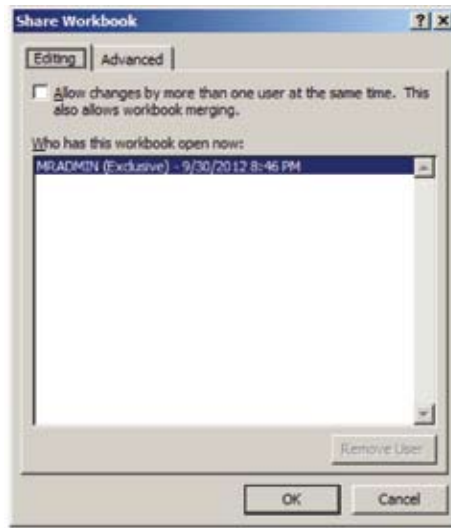 Share Workbook
Editing
Advanced
Allow changes by more than one user at the same time. This
also allows workbook merging.
Who has this workbook open now:
MRADMIN (Exclusive) - 9/30/2012 8:46 PM
Remove User
OK
Cancel